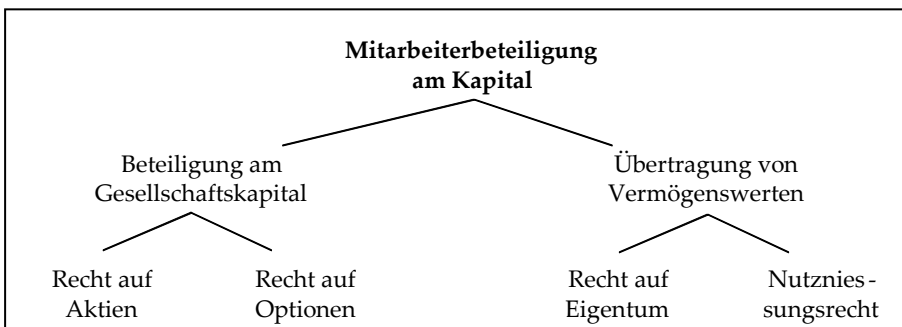 Mitarbeiterbeteiligung
am Kapital
Beteiligung am
Gesellschaftskapital
Übertragung von
Vermögenswerten
Recht auf
Aktien
Recht auf
Optionen
Recht auf
Eigentum
Nutznies-
sungsrecht